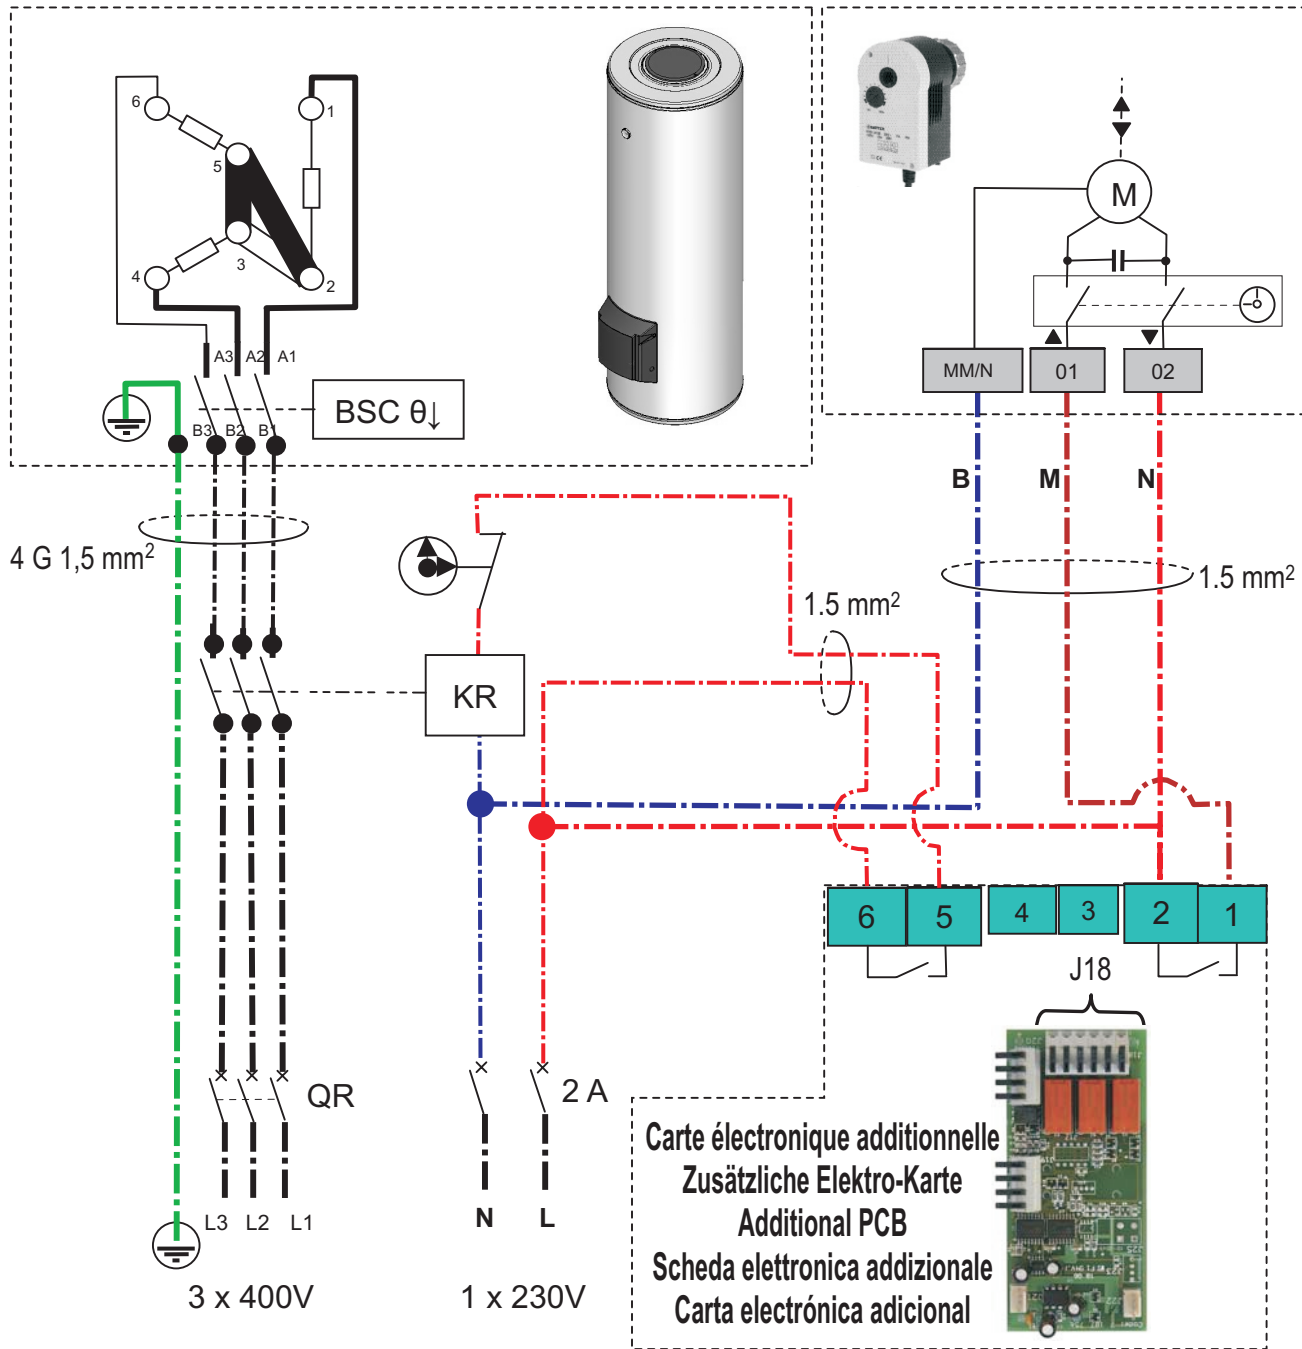 6
1
5
3
2
4
A3 A2 A1
BSC θ↓
B3 B2 B1
M
MM/N
01
02
B
M
N
4 G 1,5 mm²
1.5 mm²
1.5 mm²
KR
6
5
4
3
2
1
J18
QR
2 A
L3 L2 L1
N
L
3 x 400V
1 x 230V
Carte électronique additionnelle
Zusätzliche Elektro-Karte
Additional PCB
Scheda elettronica addizionale
Carta electrónica adicional